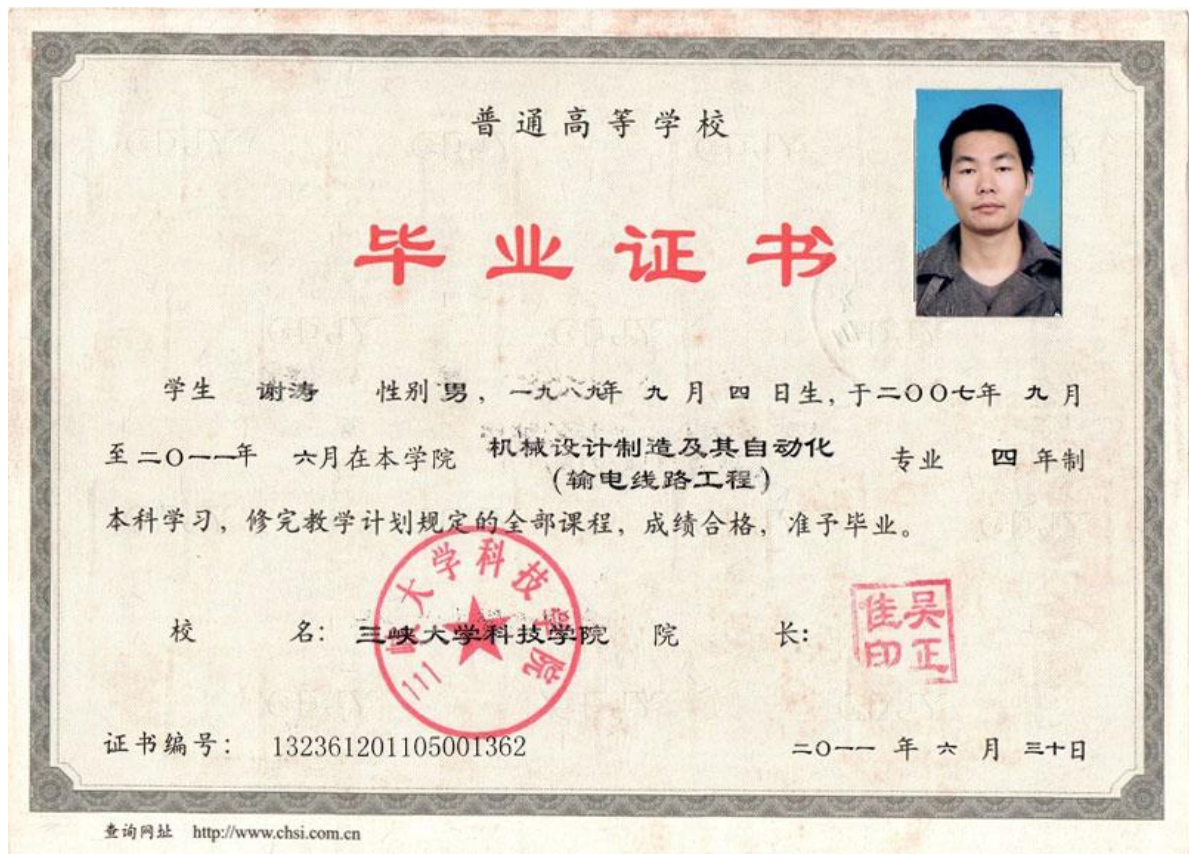 普通高等学校
毕业证书
学生 谢涛 性别 男，一九八九年 九 月 四 日生，于二〇〇七年 九 月
至二〇一一年 六月在本学院 机械设计制造及其自动化（输电线路工程） 专业 四 年制
本科学习，修完教学计划规定的全部课程，成绩合格，准予毕业。
三峡大学科技学院
校 名：三峡大学科技学院 院 长：
吴正佳印
证书编号：132361201105001362 二〇一一 年 六 月 三十日
查询网址 http://www.chsi.com.cn